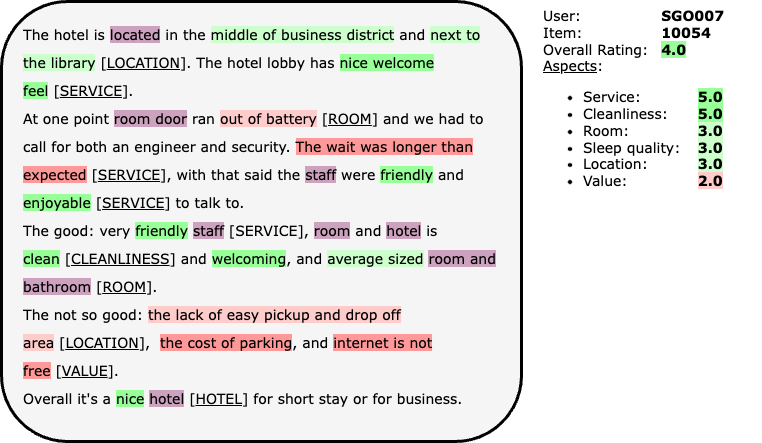 The hotel is located in the middle of business district and next to
the library [LOCATION]. The hotel lobby has nice welcome
feel [SERVICE].
At one point room door ran out of battery [ROOM] and we had to
call for both an engineer and security. The wait was longer than
expected [SERVICE], with that said the staff were friendly and
enjoyable [SERVICE] to talk to.
The good: very friendly staff [SERVICE], room and hotel is
clean [CLEANLINESS] and welcoming, and average sized room and
bathroom [ROOM].
The not so good: the lack of easy pickup and drop off
area [LOCATION], the cost of parking, and internet is not
free [VALUE].
Overall it's a nice hotel [HOTEL] for short stay or for business.
User: SGO007
Item: 10054
Overall Rating: 4.0
Aspects:
• Service: 5.0
• Cleanliness: 5.0
• Room: 3.0
• Sleep quality: 3.0
• Location: 3.0
• Value: 2.0